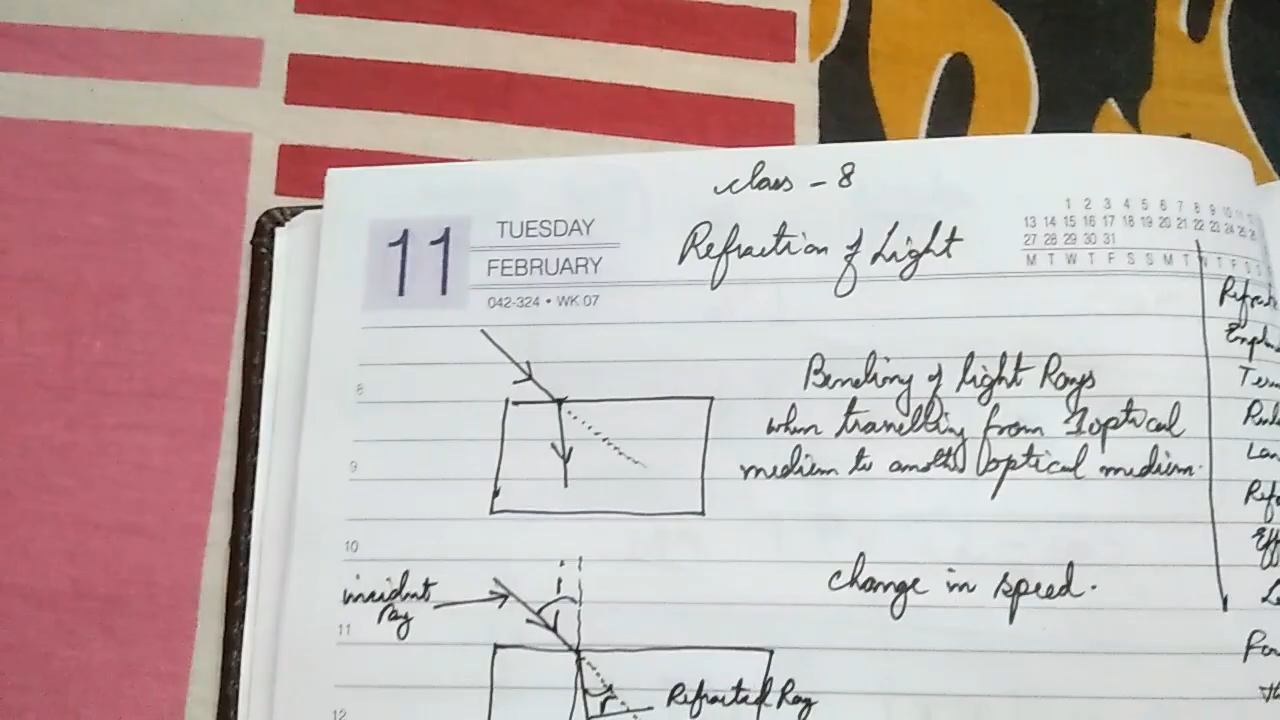 class - 8
11
TUESDAY
FEBRUARY
042-324 • WK 07
Refraction of Light
1 2 3 4 5 6 7 8 9 10 11 12
13 14 15 16 17 18 19 20 21 22 23 24 25 26
27 28 29 30 31
M T W T F S S M T W T F S S
Bending of light Rays
when travelling from 1 optical
medium to another optical medium.
8
9
10
change in speed.
i
incident
ray
11
r
Refracted Ray
12